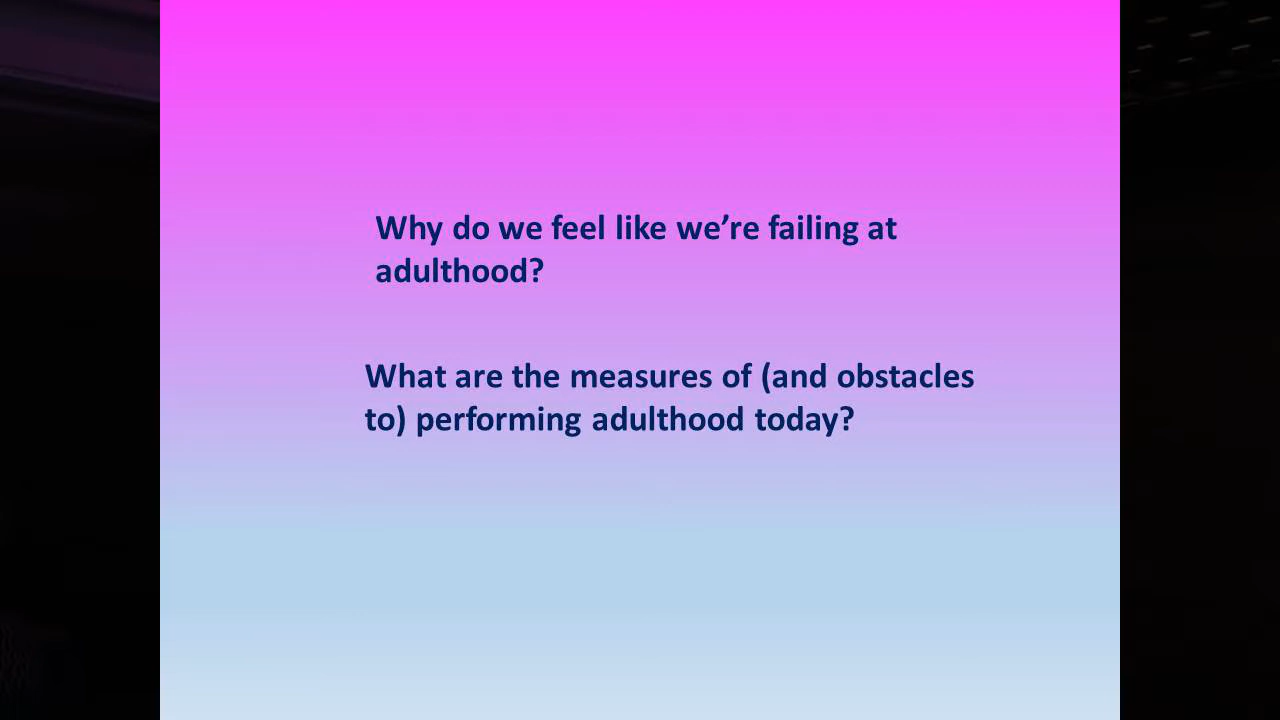 Why do we feel like we’re failing at
adulthood?
What are the measures of (and obstacles
to) performing adulthood today?